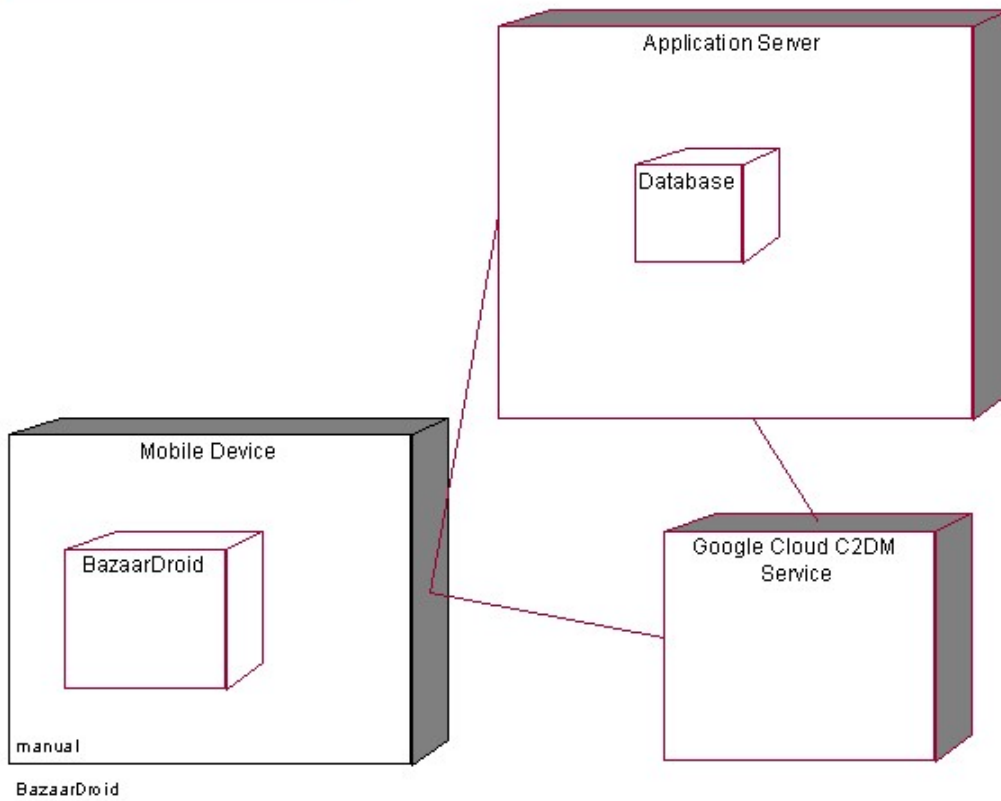 Application Server
Database
Mobile Device
BazaarDroid
Google Cloud C2DM
Service
manual
BazaarDroid